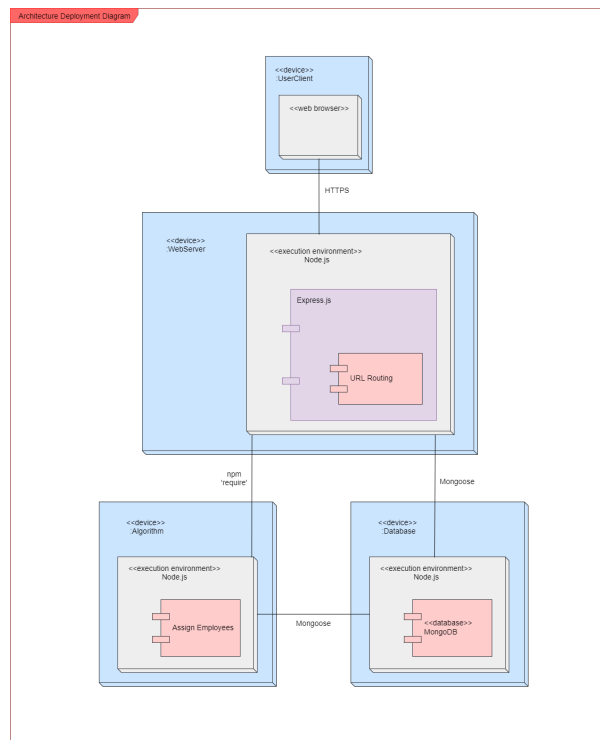 Architecture Deployment Diagram
<<device>>
:UserClient
<<web browser>>
HTTPS
<<device>>
:WebServer
<<execution environment>>
Node.js
Express.js
URL Routing
npm
'require'
Mongoose
<<device>>
:Algorithm
<<execution environment>>
Node.js
Assign Employees
Mongoose
<<device>>
:Database
<<execution environment>>
Node.js
<<database>>
MongoDB